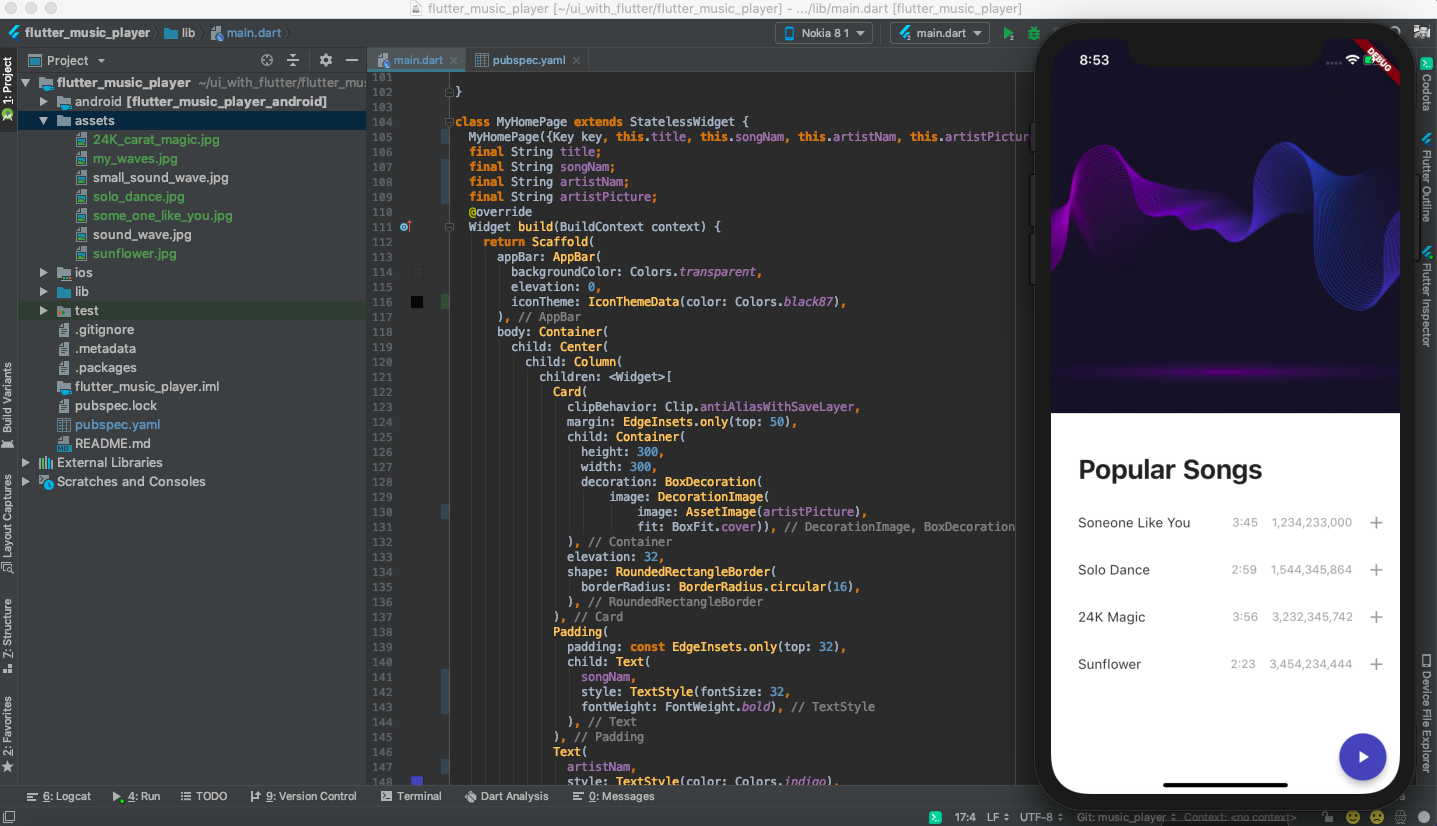 flutter_music_player [~/ui_with_flutter/flutter_music_player] - .../lib/main.dart [flutter_music_player]
flutter_music_player lib main.dart Nokia 8 1 main.dart
1: Project
Build Variants
Layout Captures
7: Structure
2: Favorites
Project
flutter_music_player ~/ui_with_flutter/flutter_mus
android [flutter_music_player_android]
assets
24K_carat_magic.jpg
my_waves.jpg
small_sound_wave.jpg
solo_dance.jpg
some_one_like_you.jpg
sound_wave.jpg
sunflower.jpg
ios
lib
test
.gitignore
.metadata
.packages
flutter_music_player.iml
pubspec.lock
pubspec.yaml
README.md
External Libraries
Scratches and Consoles
main.dart pubspec.yaml
101
102 }
103
104 class MyHomePage extends StatelessWidget {
105 MyHomePage({Key key, this.title, this.songNam, this.artistNam, this.artistPictur
106 final String title;
107 final String songNam;
108 final String artistNam;
109 final String artistPicture;
110 @override
111 Widget build(BuildContext context) {
112 return Scaffold(
113 appBar: AppBar(
114 backgroundColor: Colors.transparent,
115 elevation: 0,
116 iconTheme: IconThemeData(color: Colors.black87),
117 ), // AppBar
118 body: Container(
119 child: Center(
120 child: Column(
121 children: <Widget>[
122 Card(
123 clipBehavior: Clip.antiAliasWithSaveLayer,
124 margin: EdgeInsets.only(top: 50),
125 child: Container(
126 height: 300,
127 width: 300,
128 decoration: BoxDecoration(
129 image: DecorationImage(
130 image: AssetImage(artistPicture),
131 fit: BoxFit.cover)), // DecorationImage, BoxDecoration
132 ), // Container
133 elevation: 32,
134 shape: RoundedRectangleBorder(
135 borderRadius: BorderRadius.circular(16),
136 ), // RoundedRectangleBorder
137 ), // Card
138 Padding(
139 padding: const EdgeInsets.only(top: 32),
140 child: Text(
141 songNam,
142 style: TextStyle(fontSize: 32,
143 fontWeight: FontWeight.bold), // TextStyle
144 ), // Text
145 ), // Padding
146 Text(
147 artistNam,
148 style: TextStyle(color: Colors.indigo),
8:53
DEBUG
Popular Songs
Soneone Like You 3:45 1,234,233,000 +
Solo Dance 2:59 1,544,345,864 +
24K Magic 3:56 3,232,345,742 +
Sunflower 2:23 3,454,234,444 +
Codota
Flutter Outline
Flutter Inspector
Device File Explorer
6: Logcat 4: Run TODO 9: Version Control Terminal Dart Analysis 0: Messages
17:4 LF UTF-8 Git: music_player Context: <no context>